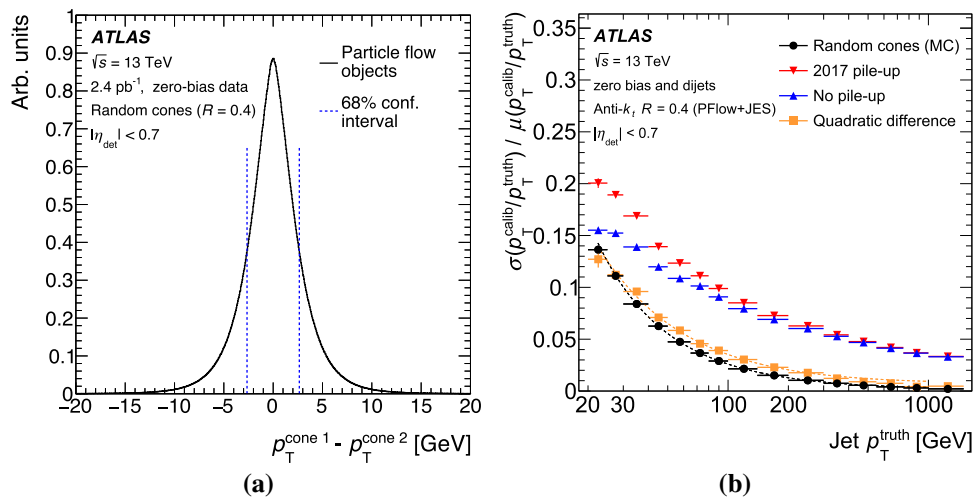 ATLAS
√s = 13 TeV
2.4 pb⁻¹, zero-bias data
Random cones (R = 0.4)
|η_det| < 0.7
Particle flow
objects
68% conf.
interval
Arb. units
1
0.9
0.8
0.7
0.6
0.5
0.4
0.3
0.2
0.1
0
−20 −15 −10 −5 0 5 10 15 20
p_T^cone 1 - p_T^cone 2 [GeV]
(a)
ATLAS
√s = 13 TeV
zero bias and dijets
Anti-k_t R = 0.4 (PFlow+JES)
|η_det| < 0.7
Random cones (MC)
2017 pile-up
No pile-up
Quadratic difference
σ(p_T^calib/p_T^truth) / μ(p_T^calib/p_T^truth)
0.35
0.3
0.25
0.2
0.15
0.1
0.05
0
20 30 100 200 1000
Jet p_T^truth [GeV]
(b)